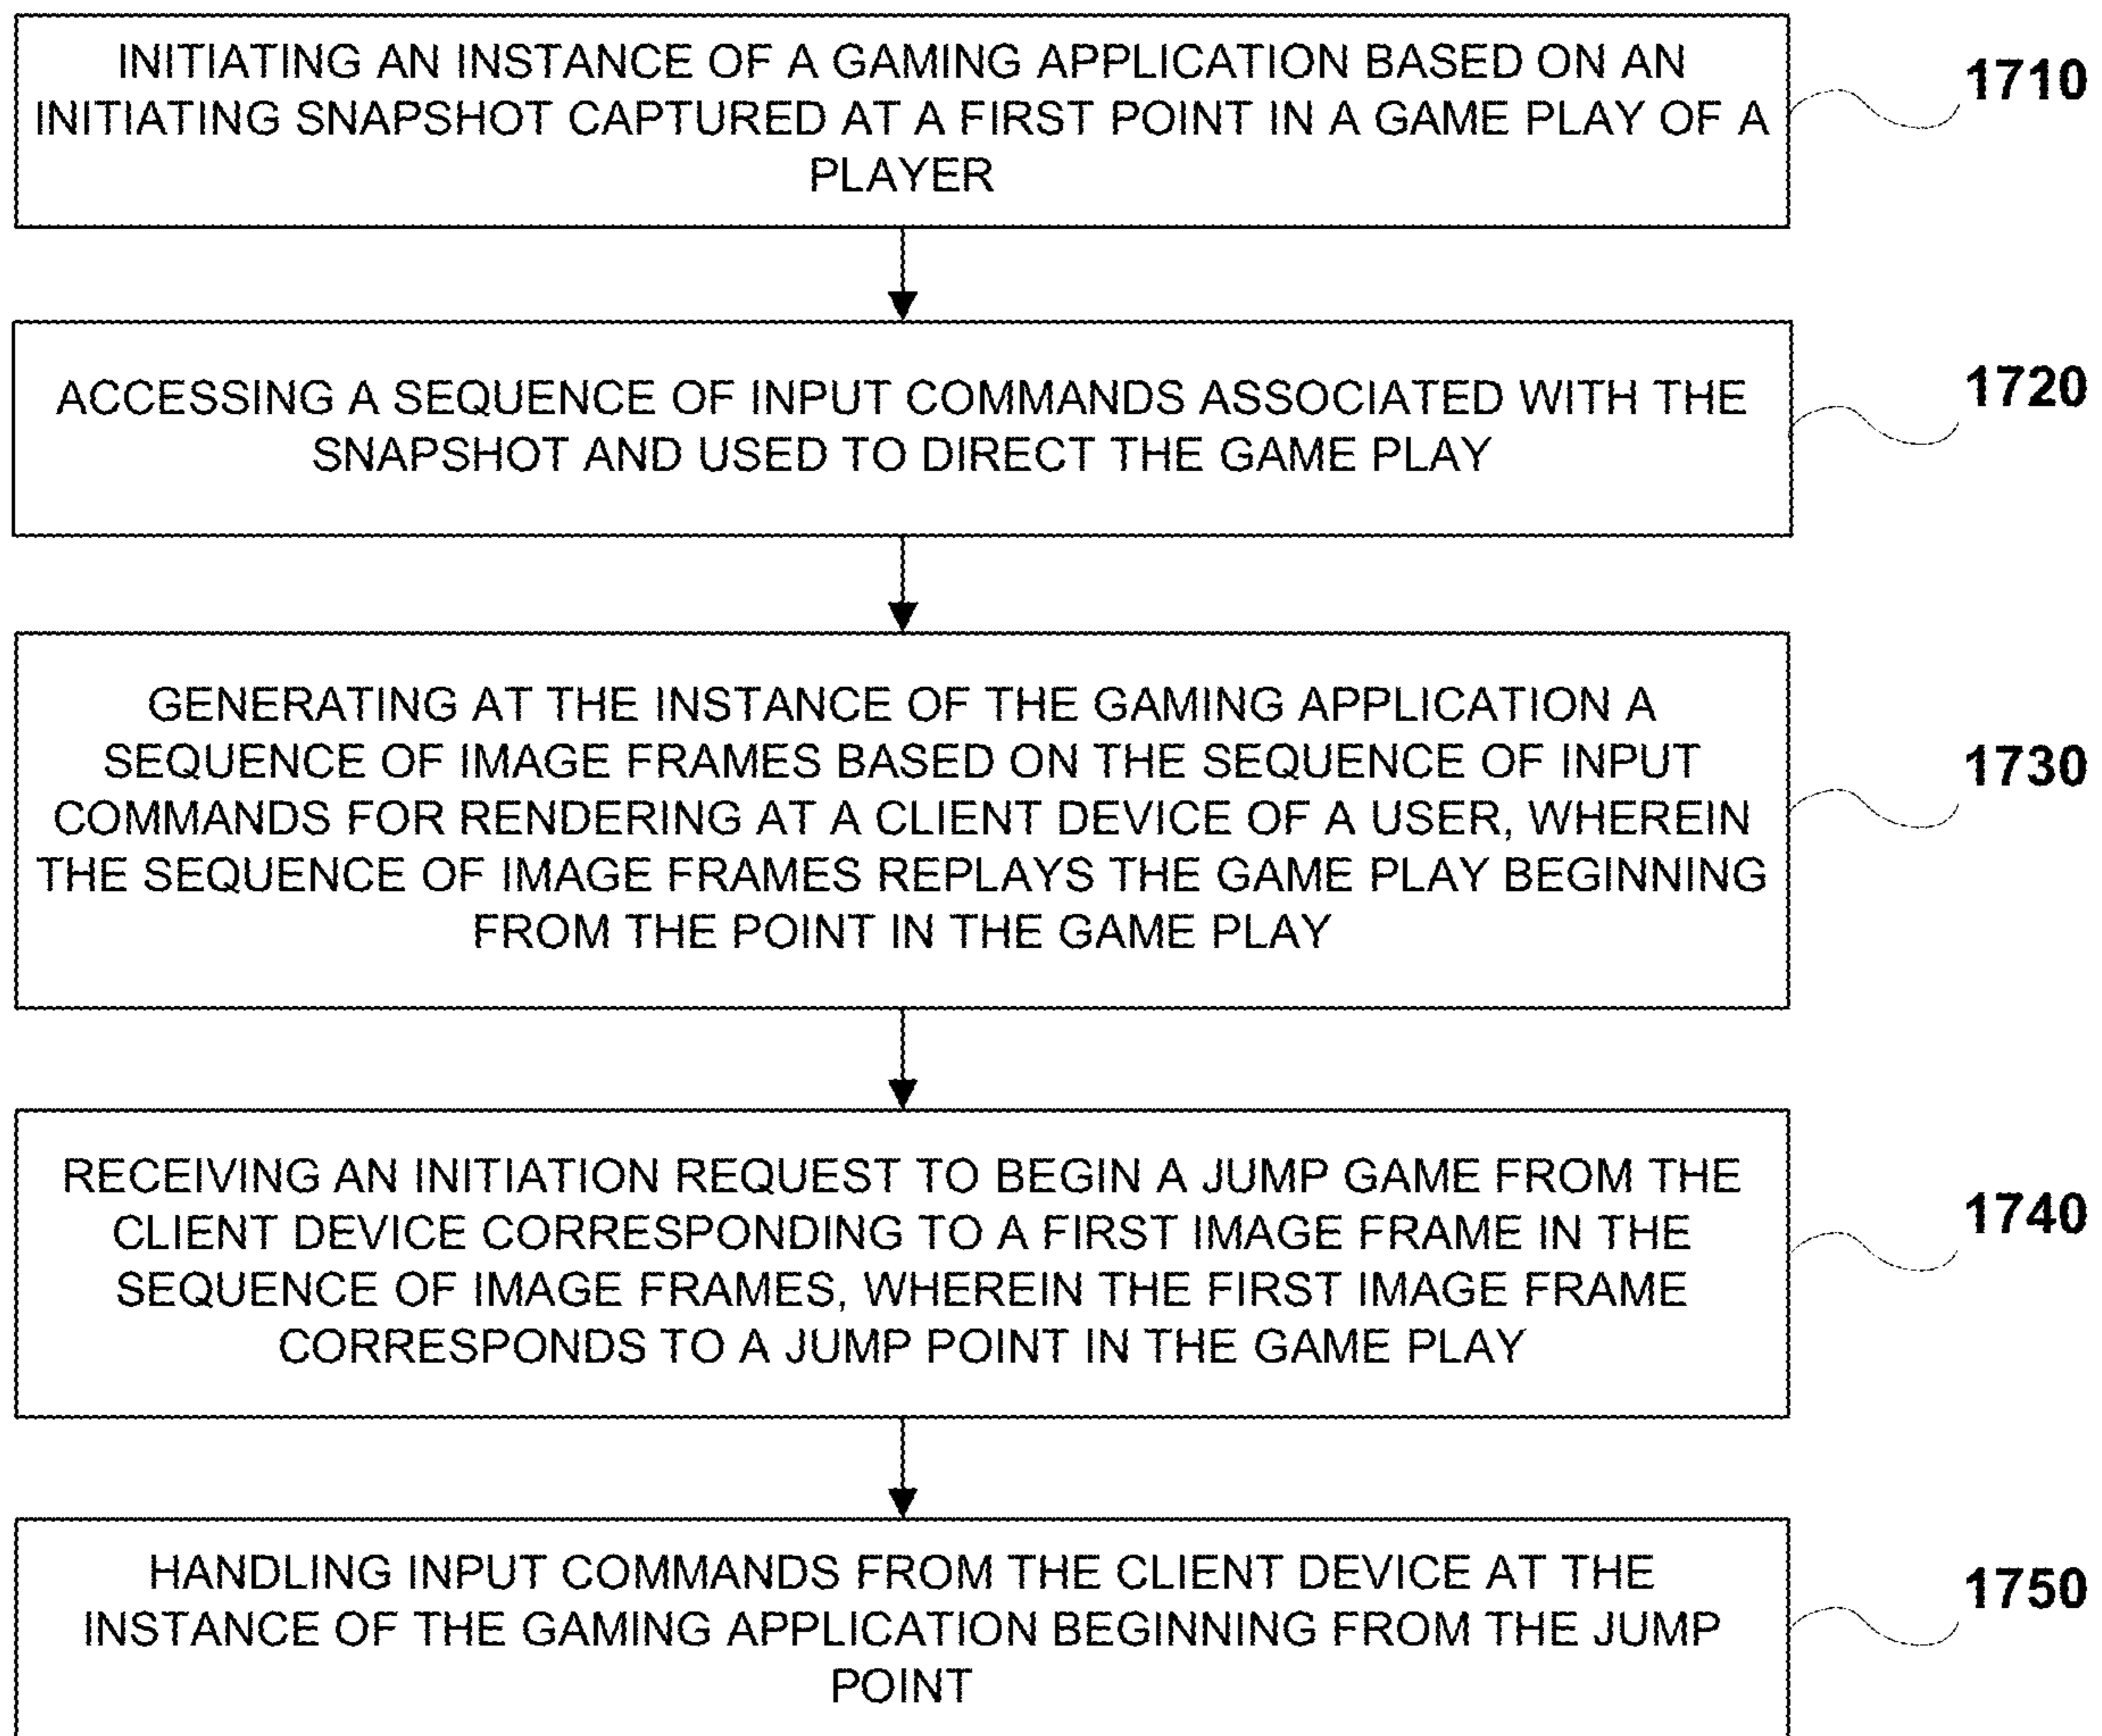 INITIATING AN INSTANCE OF A GAMING APPLICATION BASED ON AN
INITIATING SNAPSHOT CAPTURED AT A FIRST POINT IN A GAME PLAY OF A
PLAYER
1710
ACCESSING A SEQUENCE OF INPUT COMMANDS ASSOCIATED WITH THE
SNAPSHOT AND USED TO DIRECT THE GAME PLAY
1720
GENERATING AT THE INSTANCE OF THE GAMING APPLICATION A
SEQUENCE OF IMAGE FRAMES BASED ON THE SEQUENCE OF INPUT
COMMANDS FOR RENDERING AT A CLIENT DEVICE OF A USER, WHEREIN
THE SEQUENCE OF IMAGE FRAMES REPLAYS THE GAME PLAY BEGINNING
FROM THE POINT IN THE GAME PLAY
1730
RECEIVING AN INITIATION REQUEST TO BEGIN A JUMP GAME FROM THE
CLIENT DEVICE CORRESPONDING TO A FIRST IMAGE FRAME IN THE
SEQUENCE OF IMAGE FRAMES, WHEREIN THE FIRST IMAGE FRAME
CORRESPONDS TO A JUMP POINT IN THE GAME PLAY
1740
HANDLING INPUT COMMANDS FROM THE CLIENT DEVICE AT THE
INSTANCE OF THE GAMING APPLICATION BEGINNING FROM THE JUMP
POINT
1750